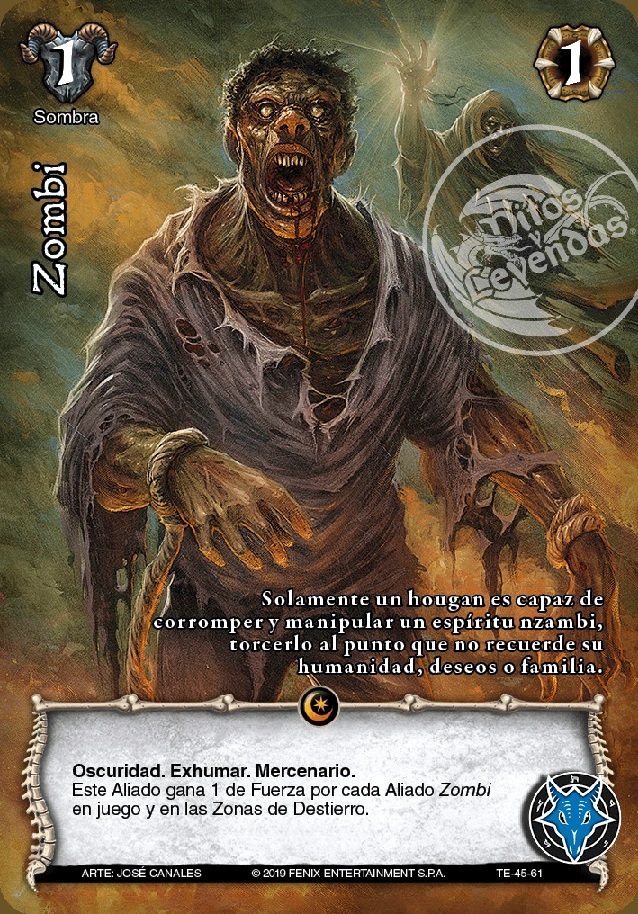 1
1
Sombra
Zombi
Mitos
y
Leyendas
Solamente un hougan es capaz de
corromper y manipular un espíritu nzambi,
torcerlo al punto que no recuerde su
humanidad, deseos o familia.
Oscuridad. Exhumar. Mercenario.
Este Aliado gana 1 de Fuerza por cada Aliado Zombi
en juego y en las Zonas de Destierro.
ARTE: JOSÉ CANALES © 2019 FENIX ENTERTAINMENT S.P.A. TE-45-61